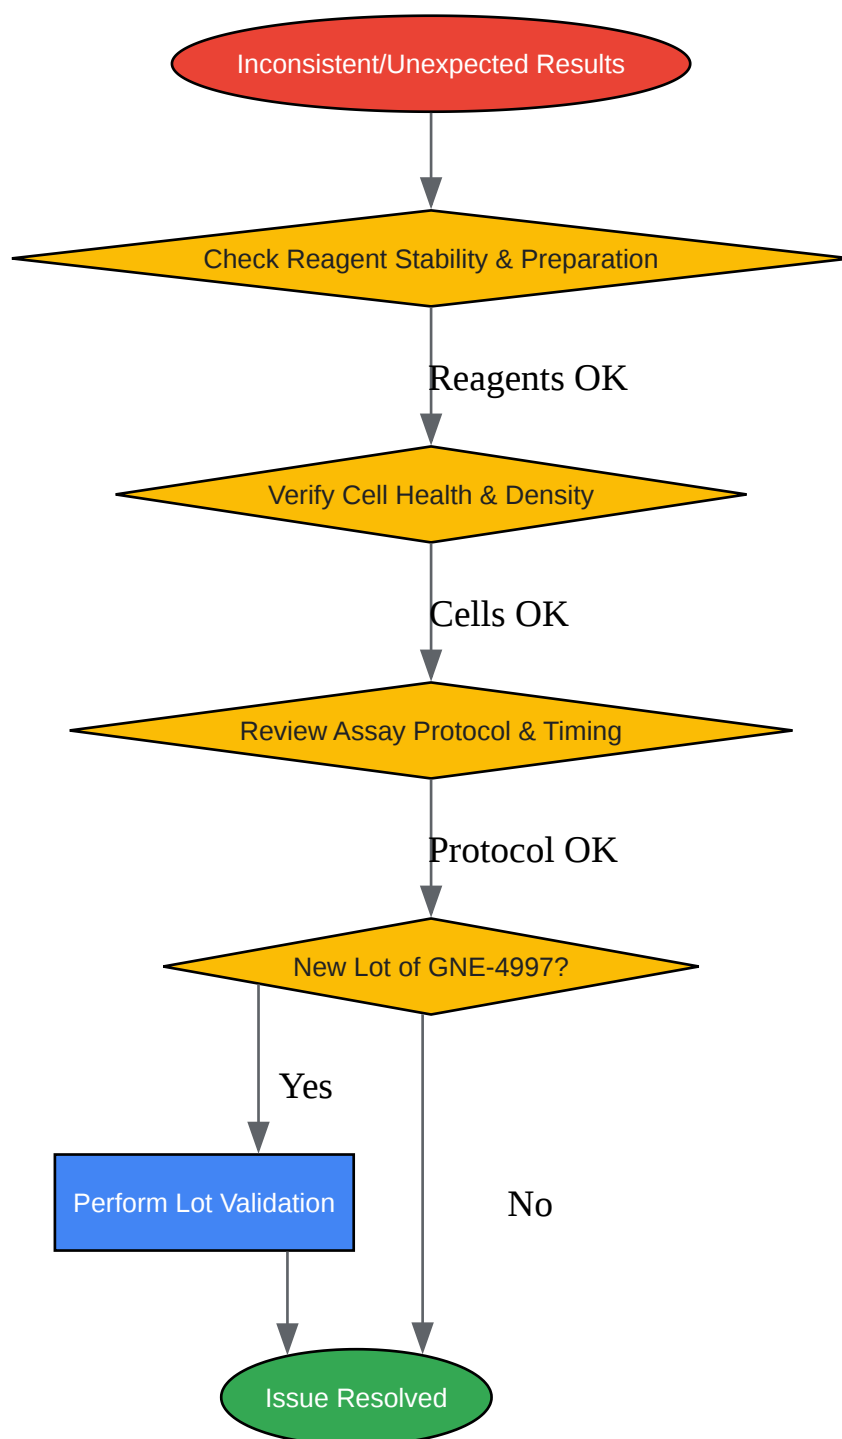 Inconsistent/Unexpected Results
Check Reagent Stability & Preparation
Reagents OK
Verify Cell Health & Density
Cells OK
Review Assay Protocol & Timing
Protocol OK
New Lot of GNE-4997?
Yes
Perform Lot Validation
No
Issue Resolved